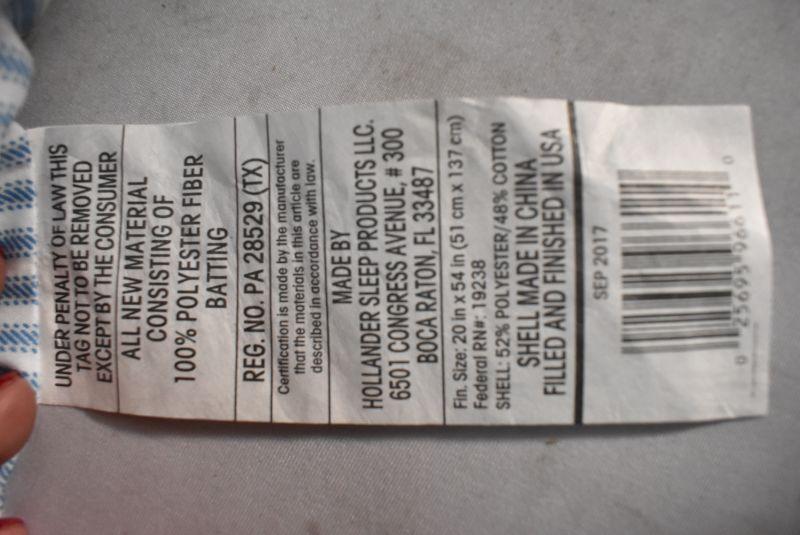 UNDER PENALTY OF LAW THIS
TAG NOT TO BE REMOVED
EXCEPT BY THE CONSUMER
ALL NEW MATERIAL
CONSISTING OF
100% POLYESTER FIBER
BATTING
REG. NO. PA 28529 (TX)
Certification is made by the manufacturer
that the materials in this article are
described in accordance with law.
MADE BY
HOLLANDER SLEEP PRODUCTS LLC.
6501 CONGRESS AVENUE, # 300
BOCA RATON, FL 33487
Fin. Size: 20 in x 54 in (51 cm x 137 cm)
Federal RN#: 19238
SHELL: 52% POLYESTER/48% COTTON
SHELL MADE IN CHINA
FILLED AND FINISHED IN USA
SEP 2017
0 25695 96611 0